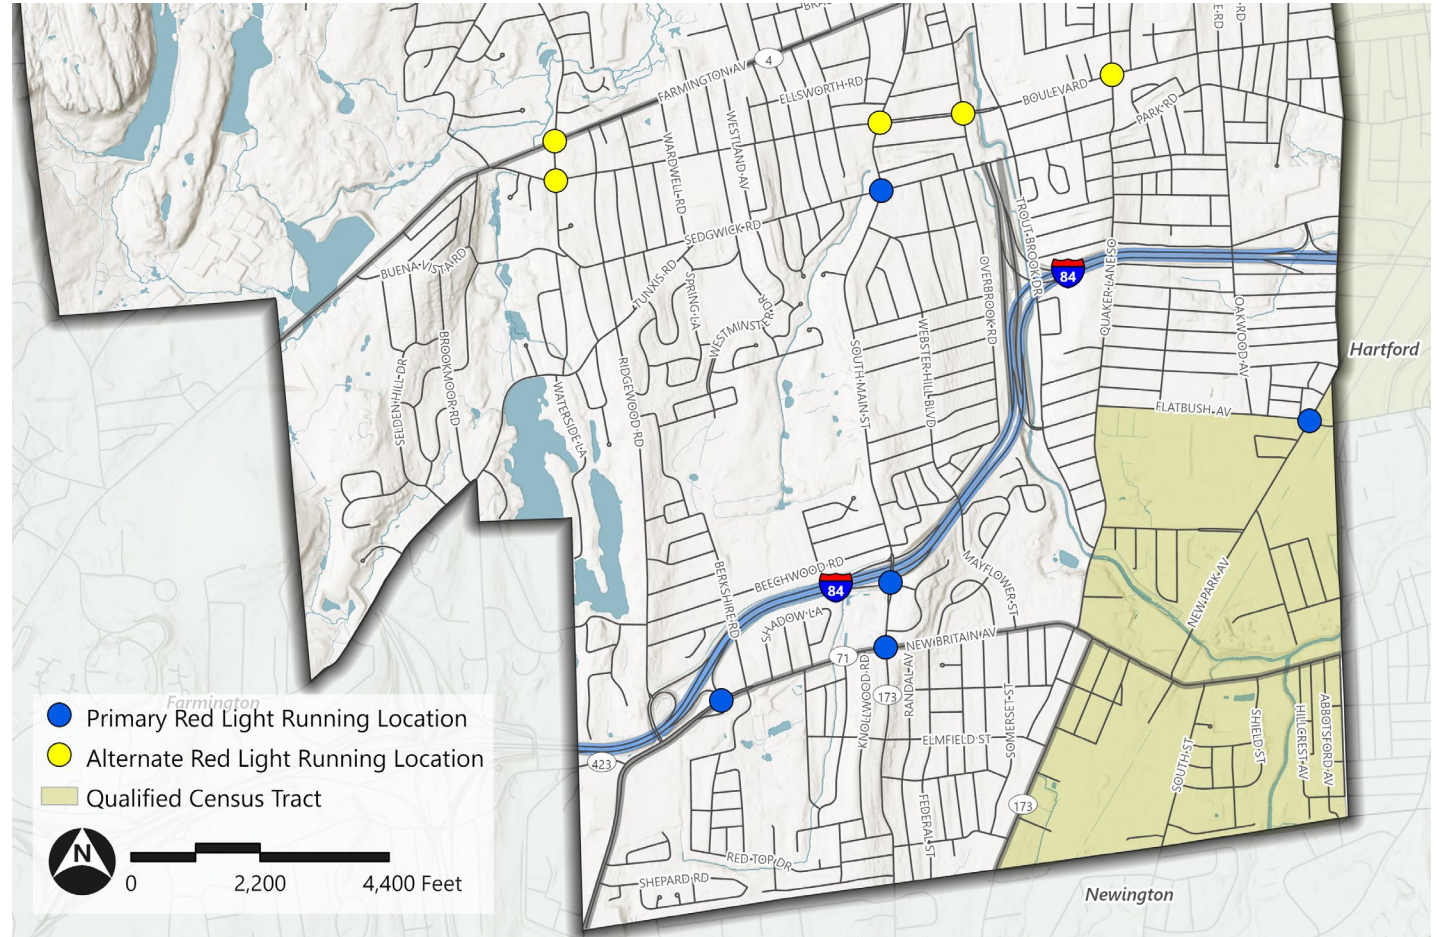 E RD
RD
FARMINGTON AV
4
ELLSWORTH RD
BOULEVARD
PARK RD
WARDWELL RD
WESTLAND AV
SEDGWICK RD
TROUT BROOK DR
BUENA VISTA RD
TUNXIS RD
SPRING LA
WESTMINSTER DR
OVERBROOK RD
84
QUAKER LANE SO
OAKWOOD AV
Hartford
SELDEN HILL DR
BROOKMOOR RD
WATERSIDE LA
RIDGEWOOD RD
SOUTH MAIN ST
WEBSTER HILL BLVD
FLATBUSH AV
BERKSHIRE RD
BEECHWOOD RD
84
MAYFLOWER ST
NEW PARK AV
SHADOW LA
NEW BRITAIN AV
71
KNOLLWOOD RD
173
RANDAL AV
SOMERSET ST
ELMFIELD ST
SOUTH ST
SHIELD ST
HILLCREST AV
ABBOTSFORD AV
423
173
FEDERAL ST
RED TOP DR
SHEPARD RD
Newington
Farmington
Primary Red Light Running Location
Alternate Red Light Running Location
Qualified Census Tract
N
0 2,200 4,400 Feet